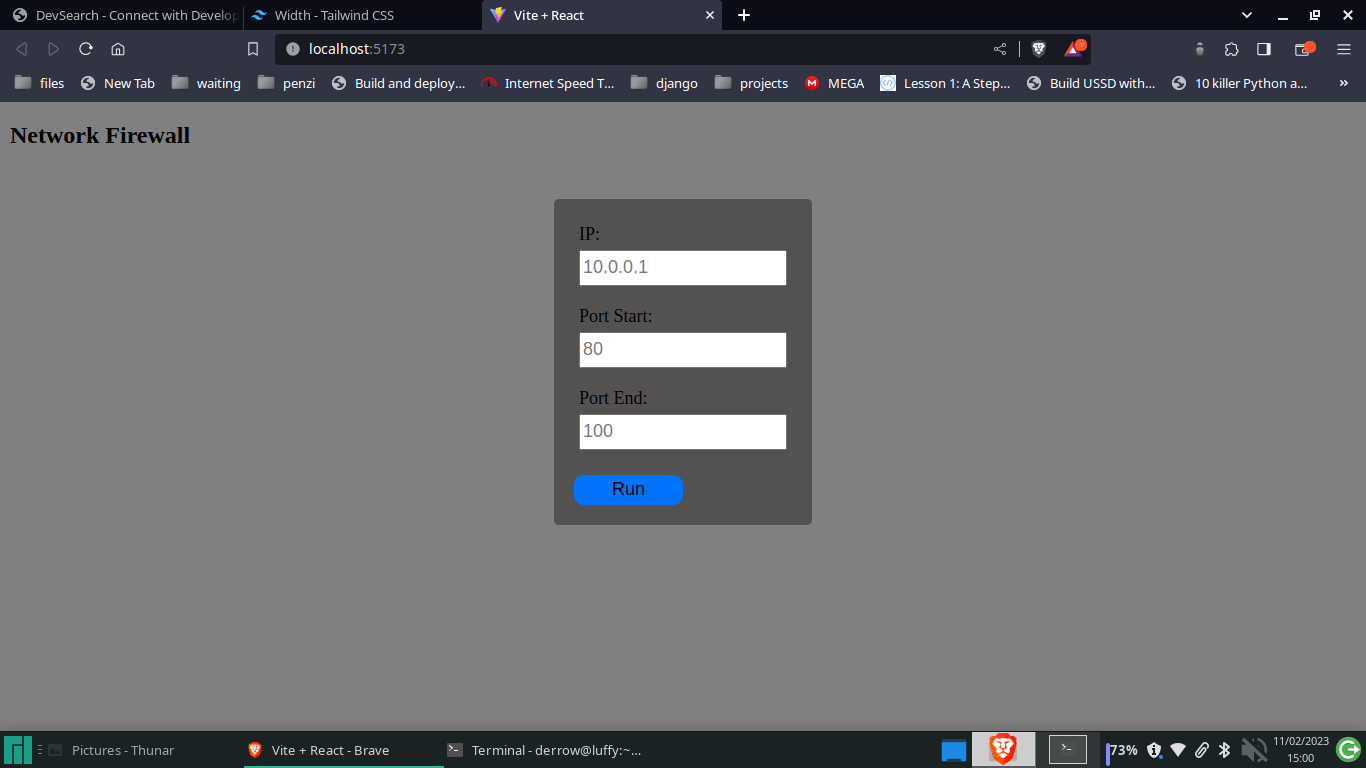 DevSearch - Connect with Develop
Width - Tailwind CSS
Vite + React
localhost:5173
files
New Tab
waiting
penzi
Build and deploy...
Internet Speed T...
django
projects
MEGA
Lesson 1: A Step...
Build USSD with...
10 killer Python a...
Network Firewall
IP:
10.0.0.1
Port Start:
80
Port End:
100
Run
Pictures - Thunar
Vite + React - Brave
Terminal - derrow@luffy:~...
73%
11/02/2023
15:00